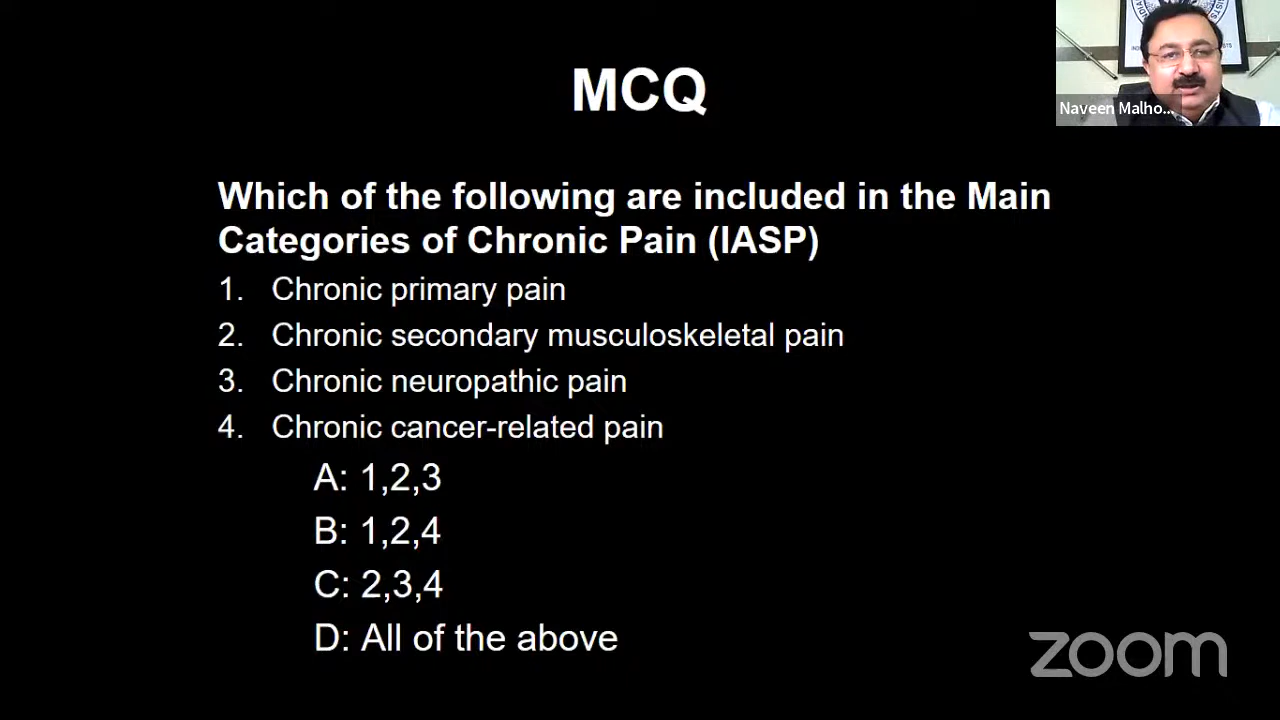 MCQ
Naveen Malho...
Which of the following are included in the Main
Categories of Chronic Pain (IASP)
1. Chronic primary pain
2. Chronic secondary musculoskeletal pain
3. Chronic neuropathic pain
4. Chronic cancer-related pain
A: 1,2,3
B: 1,2,4
C: 2,3,4
D: All of the above
zoom